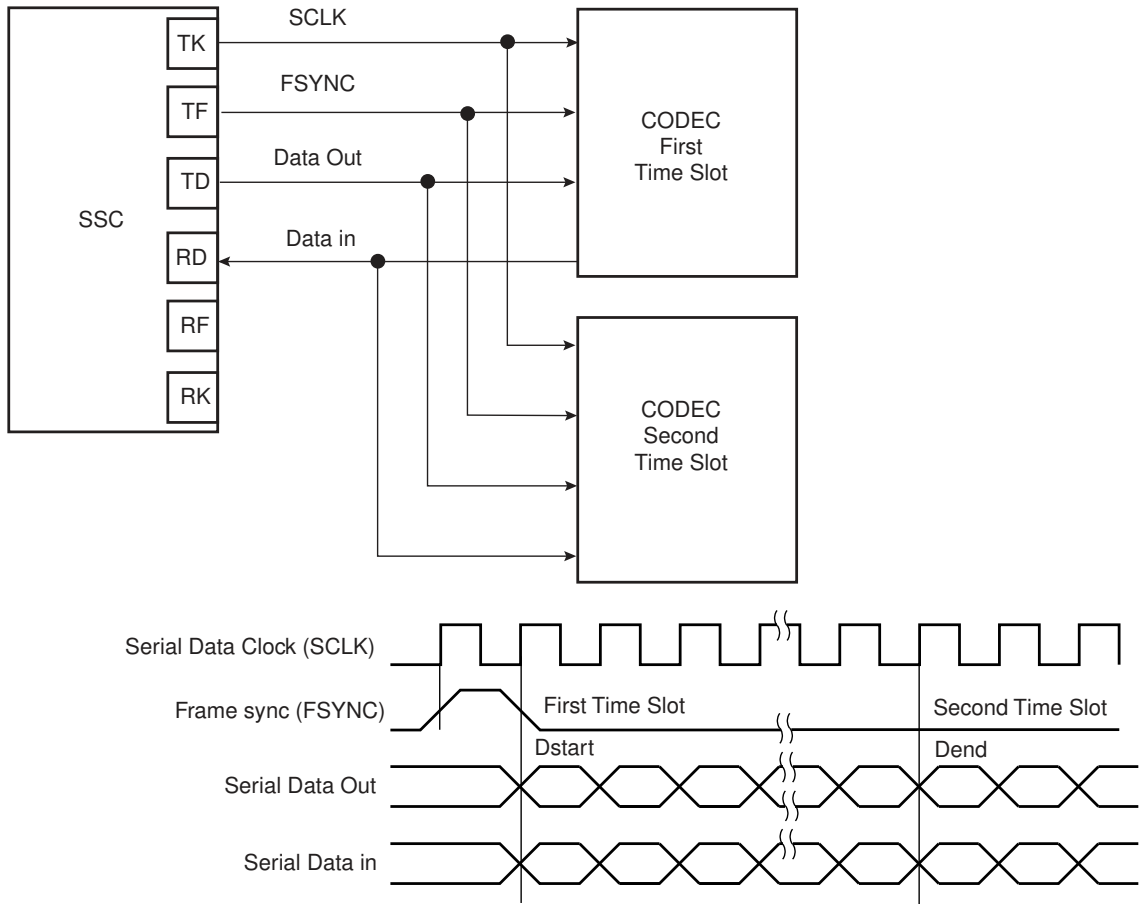 SSC
TK
TF
TD
RD
RF
RK
SCLK
FSYNC
Data Out
Data in
CODEC
First
Time Slot
CODEC
Second
Time Slot
Serial Data Clock (SCLK)
Frame sync (FSYNC)
First Time Slot
Second Time Slot
Dstart
Dend
Serial Data Out
Serial Data in